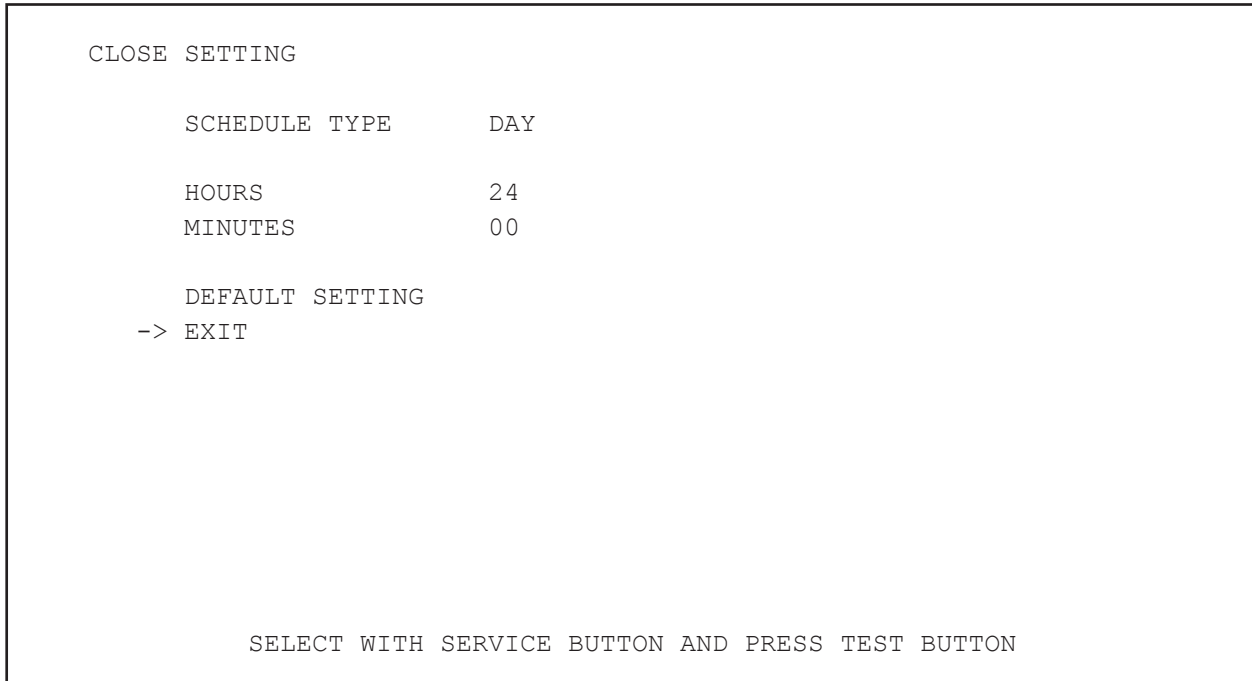 CLOSE SETTING
SCHEDULE TYPE DAY
HOURS 24
MINUTES 00
DEFAULT SETTING
-> EXIT
SELECT WITH SERVICE BUTTON AND PRESS TEST BUTTON